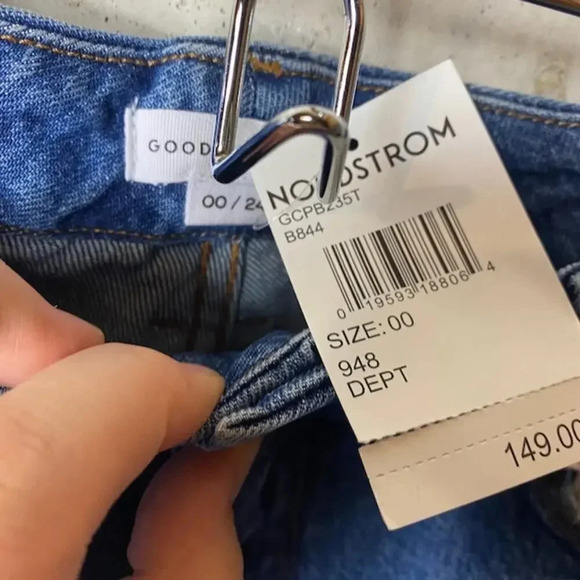 GOOD
00 / 24
NORDSTROM
GCPB235T
B844
0 19593 18806 4
SIZE: 00
948
DEPT
149.00